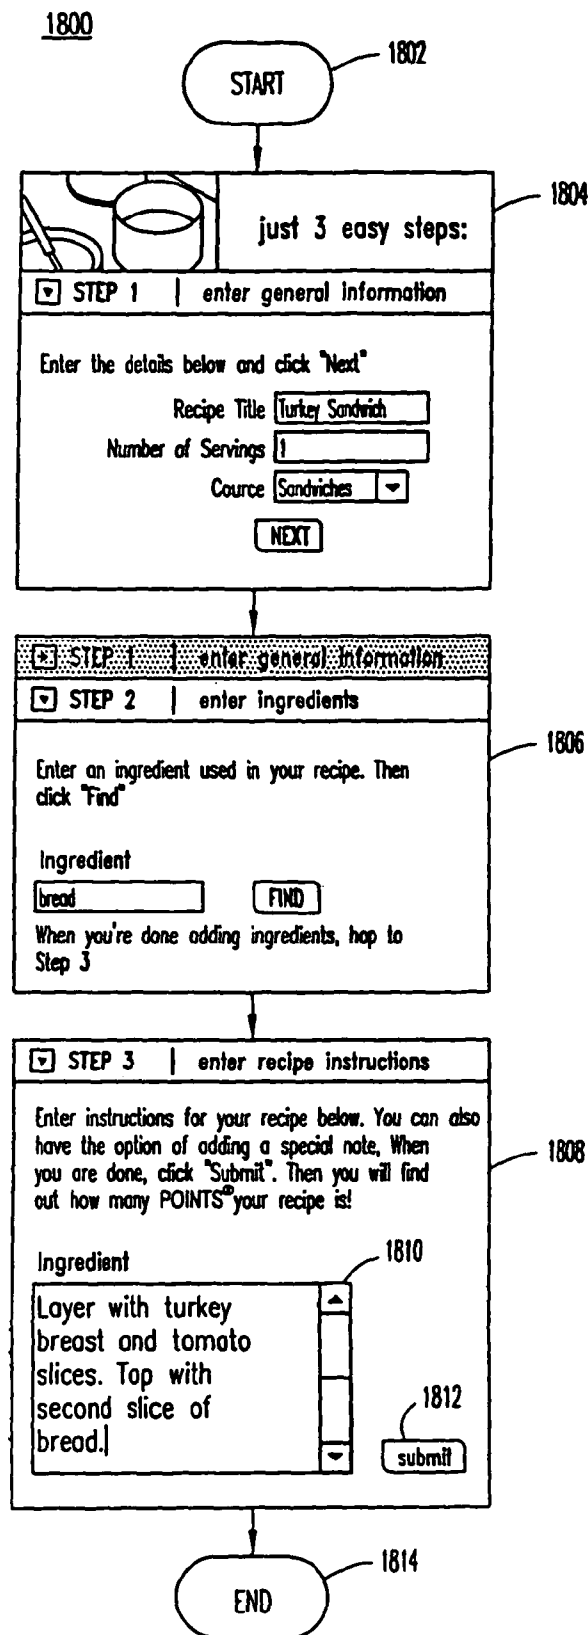 1800
1802
START
1804
just 3 easy steps:
STEP 1 | enter general information
Enter the details below and click "Next"
Recipe Title Turkey Sandwich
Number of Servings 1
Cource Sandwiches
NEXT
STEP 1 | enter general information
STEP 2 | enter ingredients
1806
Enter an ingredient used in your recipe. Then
click "Find"
Ingredient
bread FIND
When you're done adding ingredients, hop to
Step 3
STEP 3 | enter recipe instructions
Enter instructions for your recipe below. You can also
have the option of adding a special note, When
you are done, click "Submit". Then you will find
out how many POINTS® your recipe is!
1808
Ingredient
1810
Layer with turkey
breast and tomato
slices. Top with
second slice of
bread.
1812
submit
1814
END